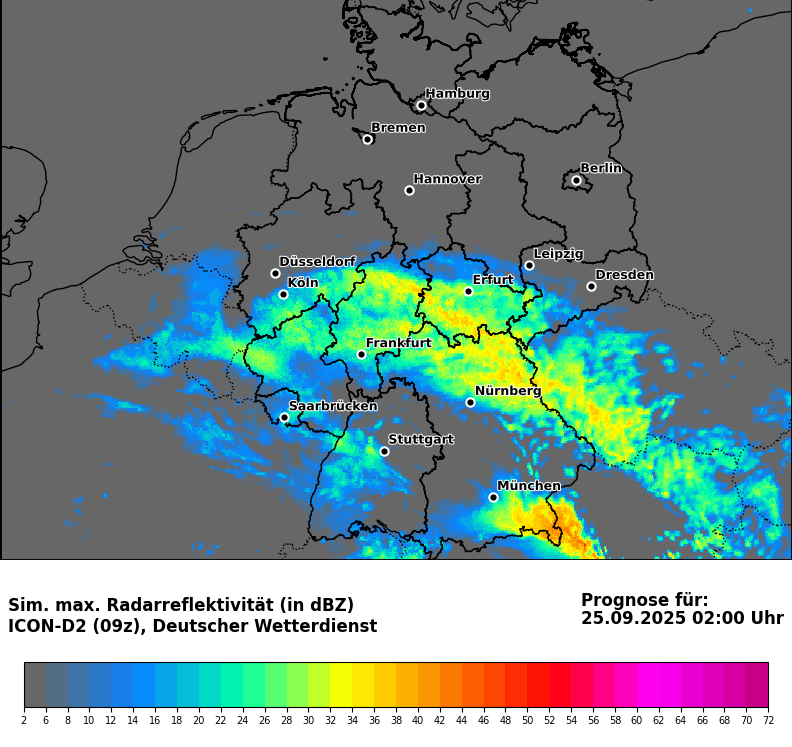 Hamburg
Bremen
Berlin
Hannover
Leipzig
Düsseldorf
Dresden
Köln
Erfurt
Frankfurt
Nürnberg
Saarbrücken
Stuttgart
München
Sim. max. Radarreflektivität (in dBZ)
ICON-D2 (09z), Deutscher Wetterdienst
Prognose für:
25.09.2025 02:00 Uhr
2 6 8 10 12 14 16 18 20 22 24 26 28 30 32 34 36 38 40 42 44 46 48 50 52 54 56 58 60 62 64 66 68 70 72